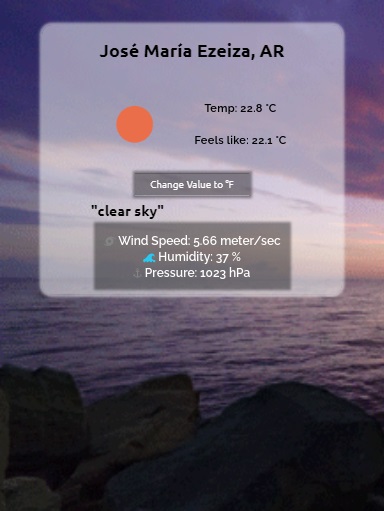 José María Ezeiza, AR
Temp: 22.8 °C
Feels like: 22.1 °C
Change Value to °F
"clear sky"
Wind Speed: 5.66 meter/sec
Humidity: 37 %
Pressure: 1023 hPa